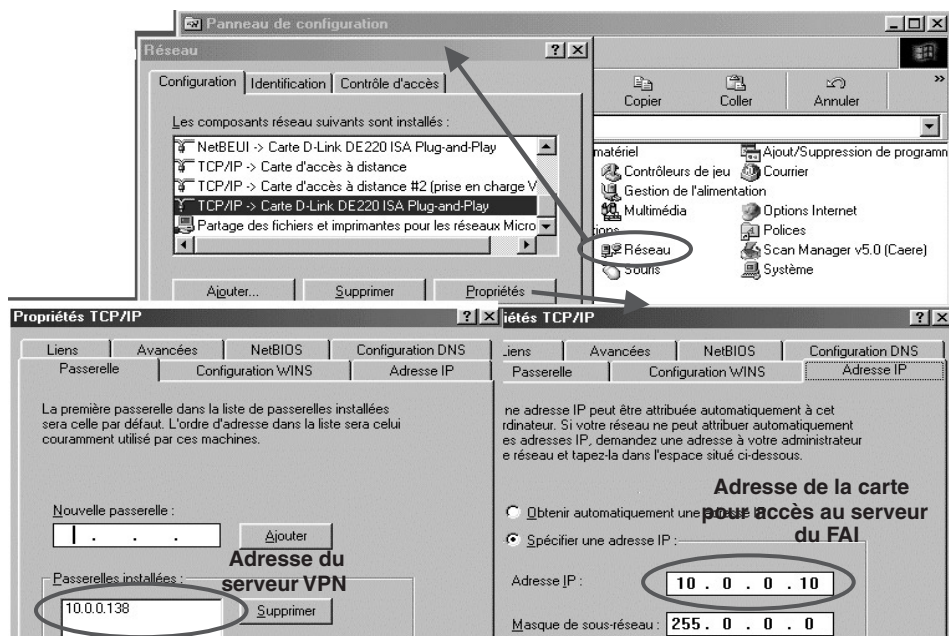 Panneau de configuration
Réseau
Configuration
Identification
Contrôle d'accès
Les composants réseau suivants sont installés :
NetBEUI -> Carte D-Link DE220 ISA Plug-and-Play
TCP/IP -> Carte d'accès à distance
TCP/IP -> Carte d'accès à distance #2 (prise en charge V
TCP/IP -> Carte D-Link DE220 ISA Plug-and-Play
Partage des fichiers et imprimantes pour les réseaux Micro
Ajouter...
Supprimer
Propriétés
Copier
Coller
Annuler
»
matériel
Ajout/Suppression de programm
Contrôleurs de jeu
Courrier
Gestion de l'alimentation
Multimédia
Options Internet
ions
Polices
Réseau
Scan Manager v5.0 (Caere)
Souris
Système
Propriétés TCP/IP
Liens
Avancées
NetBIOS
Configuration DNS
Passerelle
Configuration WINS
Adresse IP
La première passerelle dans la liste de passerelles installées
sera celle par défaut. L'ordre d'adresse dans la liste sera celui
couramment utilisé par ces machines.
Nouvelle passerelle :
. . .
Ajouter
Adresse du
serveur VPN
Passerelles installées :
10.0.0.138
Supprimer
iétés TCP/IP
Liens
Avancées
NetBIOS
Configuration DNS
Passerelle
Configuration WINS
Adresse IP
ne adresse IP peut être attribuée automatiquement à cet
rdinateur. Si votre réseau ne peut attribuer automatiquement
es adresses IP, demandez une adresse à votre administrateur
e réseau et tapez-la dans l'espace situé ci-dessous.
Adresse de la carte
pour accès au serveur
du FAI
Obtenir automatiquement une adresse
Spécifier une adresse IP :
Adresse IP :
10 . 0 . 0 . 10
Masque de sous-réseau :
255 . 0 . 0 . 0